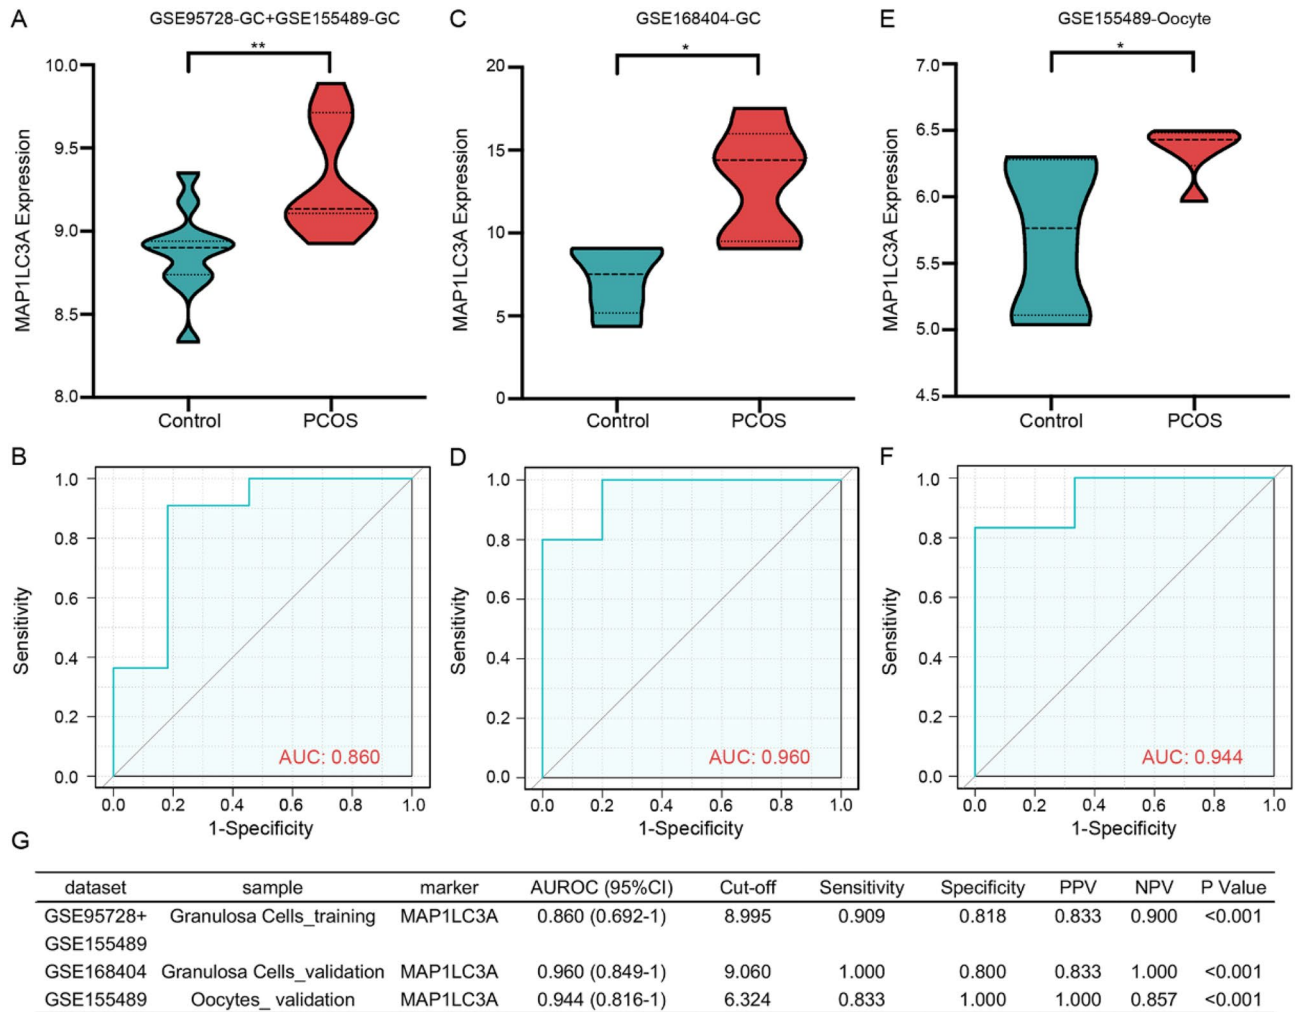 A
GSE95728-GC+GSE155489-GC
**
MAP1LC3A Expression
10.0
9.5
9.0
8.5
8.0
Control
PCOS
C
GSE168404-GC
*
MAP1LC3A Expression
20
15
10
5
0
Control
PCOS
E
GSE155489-Oocyte
*
MAP1LC3A Expression
7.0
6.5
6.0
5.5
5.0
4.5
Control
PCOS
B
Sensitivity
1.0
0.8
0.6
0.4
0.2
0.0
AUC: 0.860
0.0 0.2 0.4 0.6 0.8 1.0
1-Specificity
D
Sensitivity
1.0
0.8
0.6
0.4
0.2
0.0
AUC: 0.960
0.0 0.2 0.4 0.6 0.8 1.0
1-Specificity
F
Sensitivity
1.0
0.8
0.6
0.4
0.2
0.0
AUC: 0.944
0.0 0.2 0.4 0.6 0.8 1.0
1-Specificity
G
dataset sample marker AUROC (95%CI) Cut-off Sensitivity Specificity PPV NPV P Value
GSE95728+ Granulosa Cells_training MAP1LC3A 0.860 (0.692-1) 8.995 0.909 0.818 0.833 0.900 <0.001
GSE155489
GSE168404 Granulosa Cells_validation MAP1LC3A 0.960 (0.849-1) 9.060 1.000 0.800 0.833 1.000 <0.001
GSE155489 Oocytes_ validation MAP1LC3A 0.944 (0.816-1) 6.324 0.833 1.000 1.000 0.857 <0.001